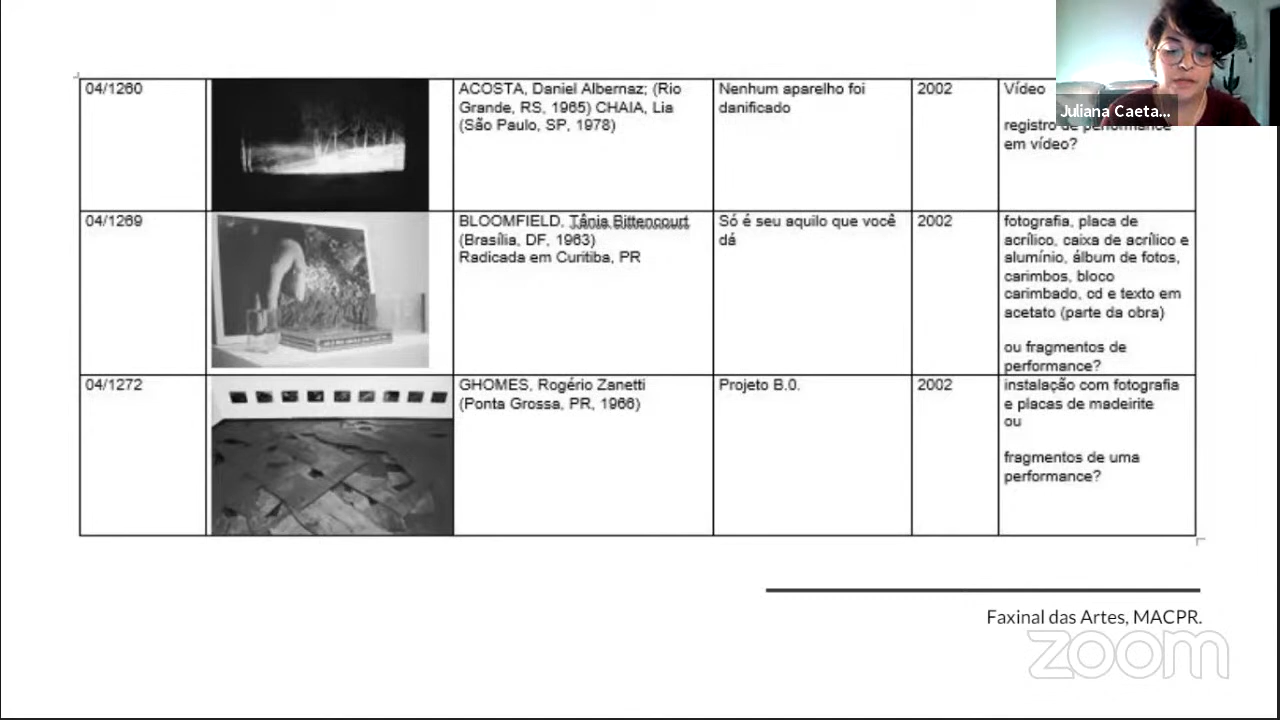 04/1260
ACOSTA, Daniel Albernaz; (Rio
Grande, RS, 1965) CHAIA, Lia
(São Paulo, SP, 1978)
Nenhum aparelho foi
danificado
2002
Vídeo
registro de performance
em vídeo?
04/1269
BLOOMFIELD, Tânia Bittencourt
(Brasília, DF, 1963)
Radicada em Curitiba, PR
Só é seu aquilo que você
dá
2002
fotografia, placa de
acrílico, caixa de acrílico e
alumínio, álbum de fotos,
carimbos, bloco
carimbado, cd e texto em
acetato (parte da obra)
ou fragmentos de
performance?
04/1272
GHOMES, Rogério Zanetti
(Ponta Grossa, PR, 1966)
Projeto B.0.
2002
instalação com fotografia
e placas de madeirite
ou
fragmentos de uma
performance?
Juliana Caeta...
Faxinal das Artes, MACPR.
zoom